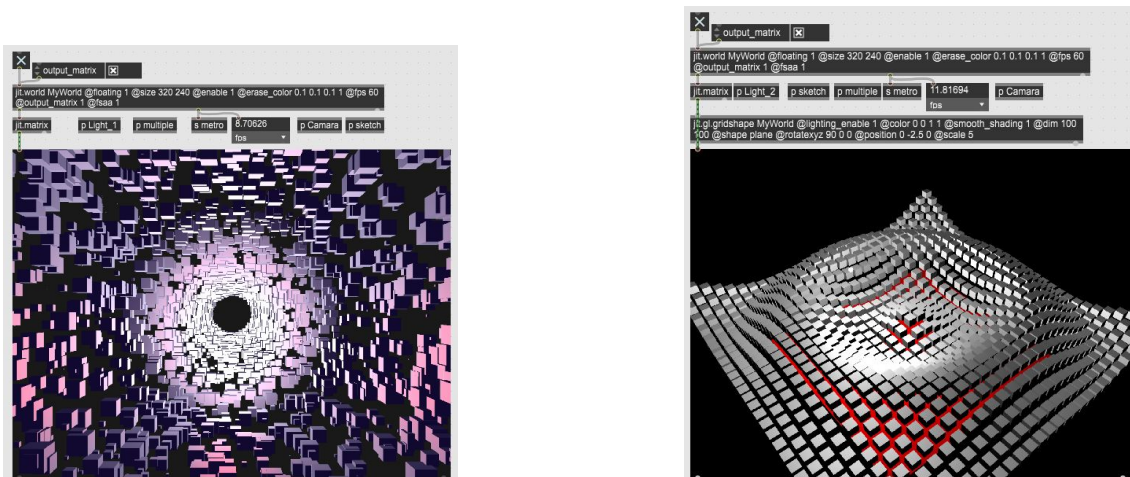 output_matrix
jit.world MyWorld @floating 1 @size 320 240 @enable 1 @erase_color 0.1 0.1 0.1 1 @fps 60
@output_matrix 1 @fsaa 1
jit.matrix p Light_1 p multiple s metro 8.70626 p Camara p sketch
fps
output_matrix
jit.world MyWorld @floating 1 @size 320 240 @enable 1 @erase_color 0.1 0.1 0.1 1 @fps 60
@output_matrix 1 @fsaa 1
jit.matrix p Light_2 p sketch p multiple s metro 11.81694 p Camara
fps
jit.gl.gridshape MyWorld @lighting_enable 1 @color 0 0 1 1 @smooth_shading 1 @dim 100
100 @shape plane @rotatexyz 90 0 0 @position 0 -2.5 0 @scale 5